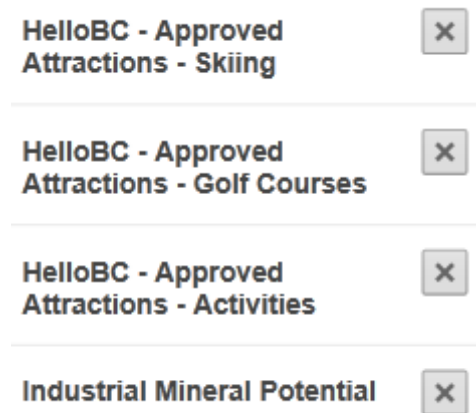 HelloBC - Approved
Attractions - Skiing
HelloBC - Approved
Attractions - Golf Courses
HelloBC - Approved
Attractions - Activities
Industrial Mineral Potential